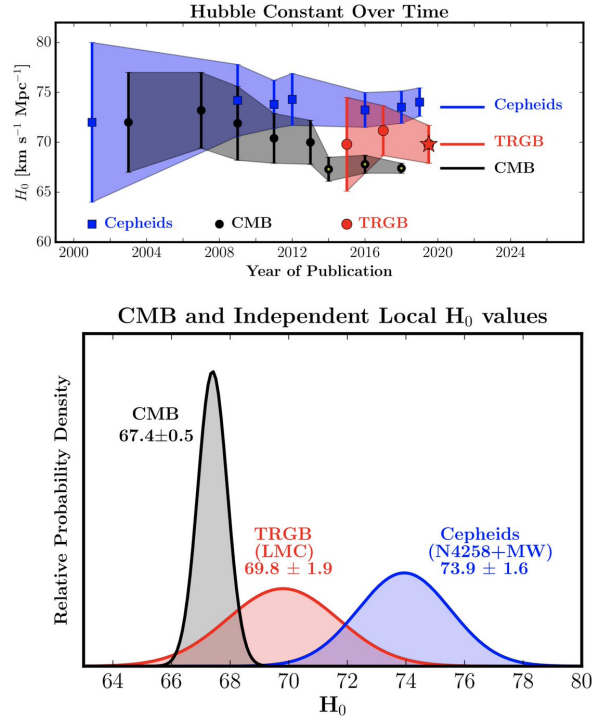 Hubble Constant Over Time
80
75
70
65
60
H₀ [km s⁻¹ Mpc⁻¹]
Cepheids
TRGB
CMB
Cepheids
CMB
TRGB
2000 2004 2008 2012 2016 2020 2024
Year of Publication
CMB and Independent Local H₀ values
Relative Probability Density
CMB
67.4±0.5
TRGB
(LMC)
69.8 ± 1.9
Cepheids
(N4258+MW)
73.9 ± 1.6
64 66 68 70 72 74 76 78 80
H₀